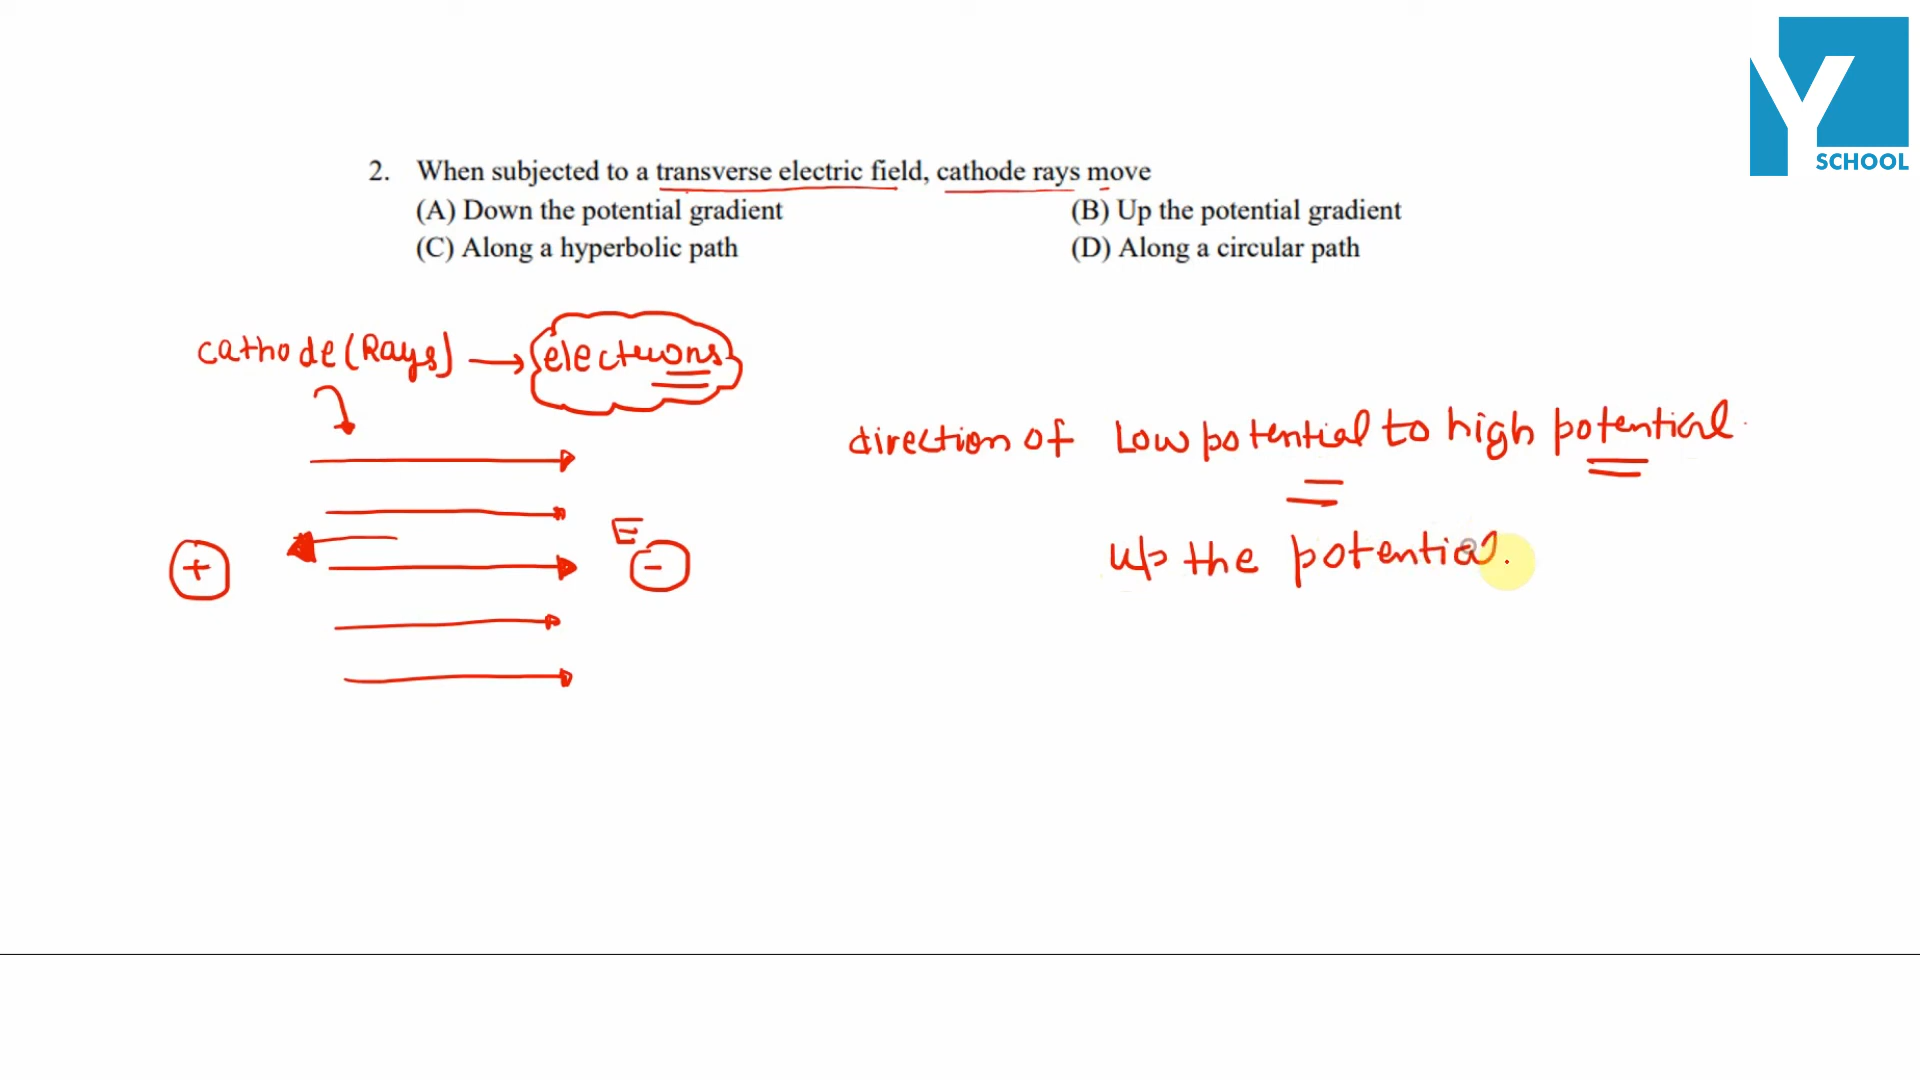 Y
SCHOOL
2. When subjected to a transverse electric field, cathode rays move
(A) Down the potential gradient (B) Up the potential gradient
(C) Along a hyperbolic path (D) Along a circular path
cathode (Rays) → electrons
direction of Low potential to high potential.
E
+ -
up the potential.